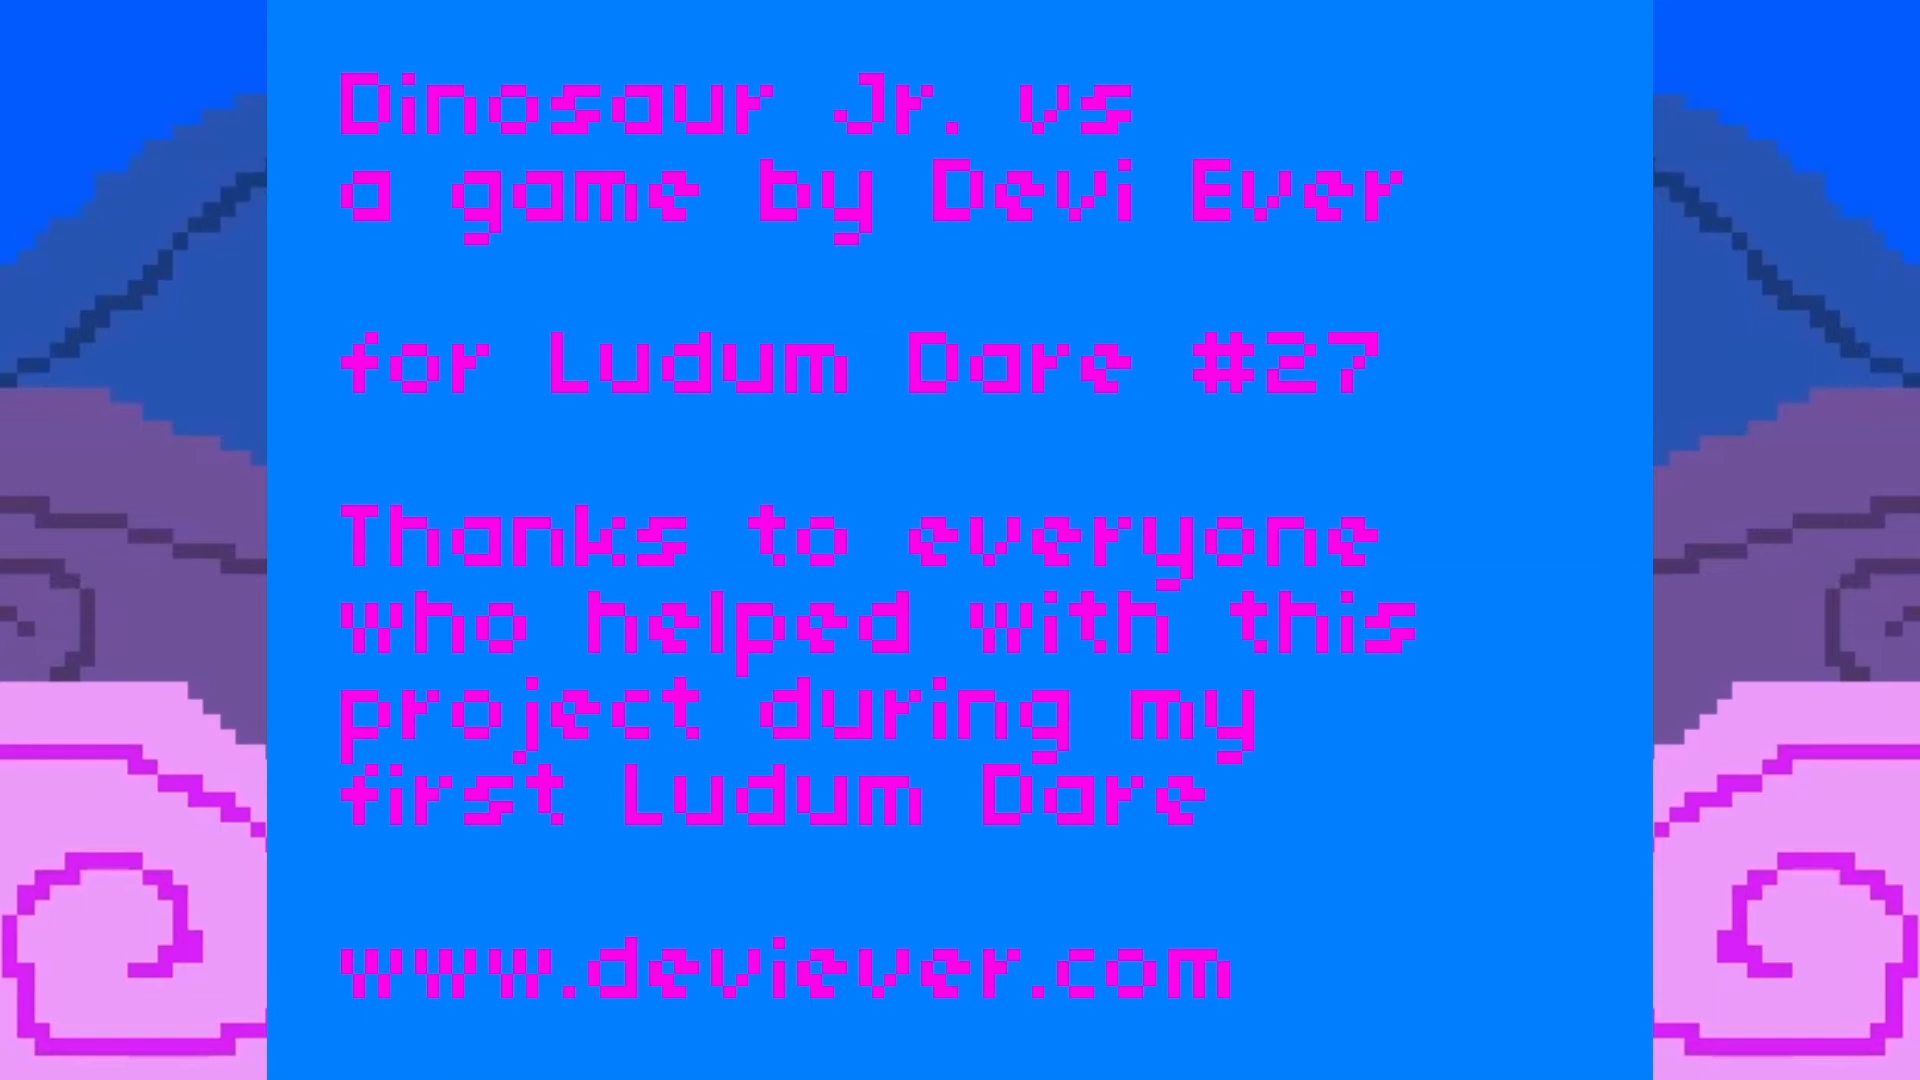 Dinosaur Jr. vs
a game by Devi Ever
for Ludum Dare #27
Thanks to everyone
who helped with this
project during my
first Ludum Dare
www.deviever.com